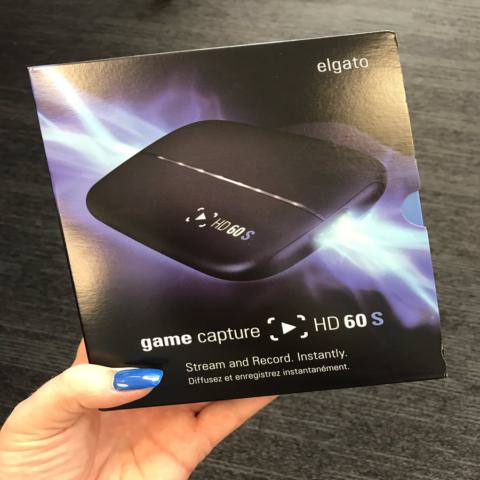 elgato
HD 60 S
game capture HD 60 S
Stream and Record. Instantly.
Diffusez et enregistrez instantanément.